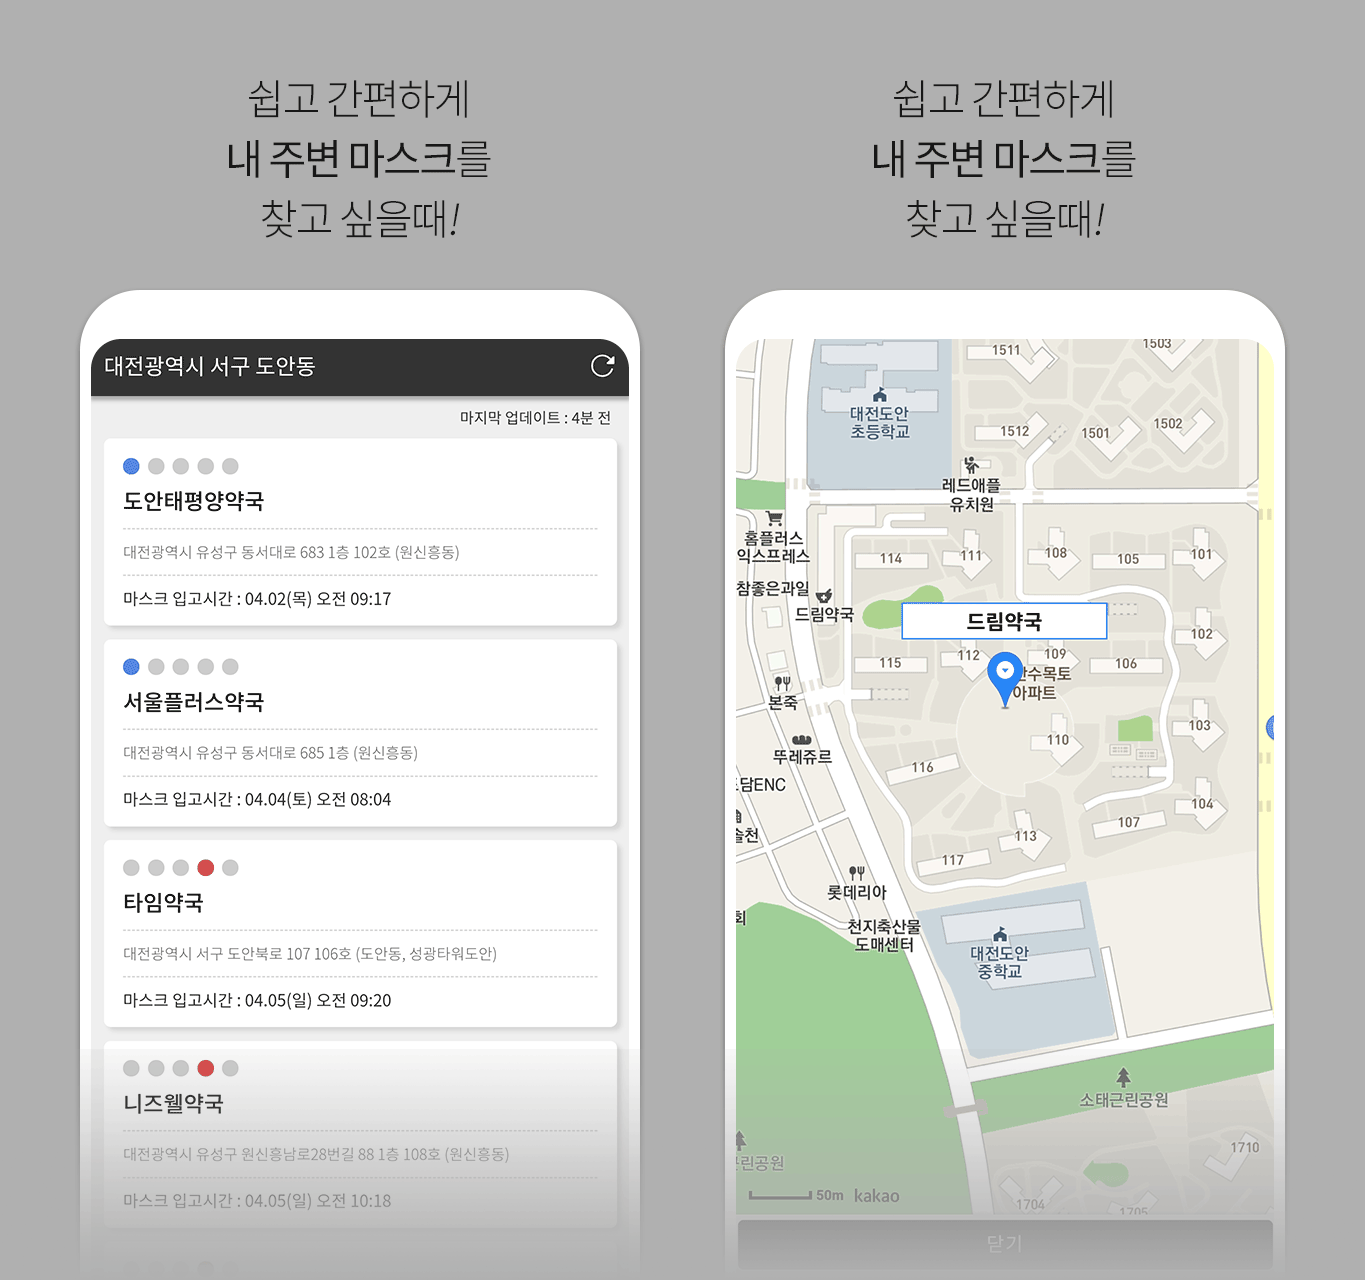 쉽고 간편하게
내 주변 마스크를
찾고 싶을때!
대전광역시 서구 도안동
마지막 업데이트 : 4분 전
도안태평양약국
대전광역시 유성구 동서대로 683 1층 102호 (원신흥동)
마스크 입고시간 : 04.02(목) 오전 09:17
서울플러스약국
대전광역시 유성구 동서대로 685 1층 (원신흥동)
마스크 입고시간 : 04.04(토) 오전 08:04
타임약국
대전광역시 서구 도안북로 107 106호 (도안동, 성광타워도안)
마스크 입고시간 : 04.05(일) 오전 09:20
니즈웰약국
대전광역시 유성구 원신흥남로28번길 88 1층 108호 (원신흥동)
마스크 입고시간 : 04.05(일) 오전 10:18
쉽고 간편하게
내 주변 마스크를
찾고 싶을때!
1511
1503
대전도안
초등학교
1512
1501
1502
레드애플
유치원
홈플러스
익스프레스
114
111
108
105
101
참좋은과일
드림약국
드림약국
102
115
112
109
106
수목토
아파트
본죽
103
110
뚜레쥬르
116
담ENC
104
107
솔천
113
117
롯데리아
회
천지축산물
도매센터
대전도안
중학교
소태근린공원
근린공원
1710
50m kakao
1704
1705
닫기